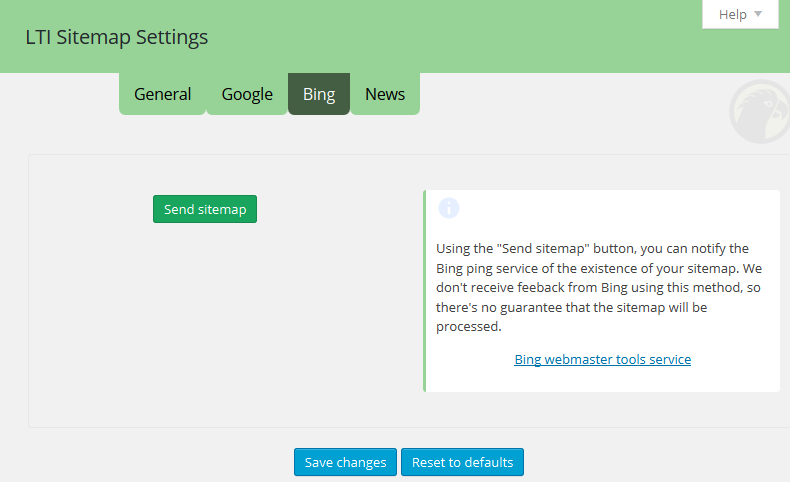 Help
LTI Sitemap Settings
General Google Bing News
Send sitemap
Using the "Send sitemap" button, you can notify the
Bing ping service of the existence of your sitemap. We
don't receive feeback from Bing using this method, so
there's no guarantee that the sitemap will be
processed.
Bing webmaster tools service
Save changes Reset to defaults